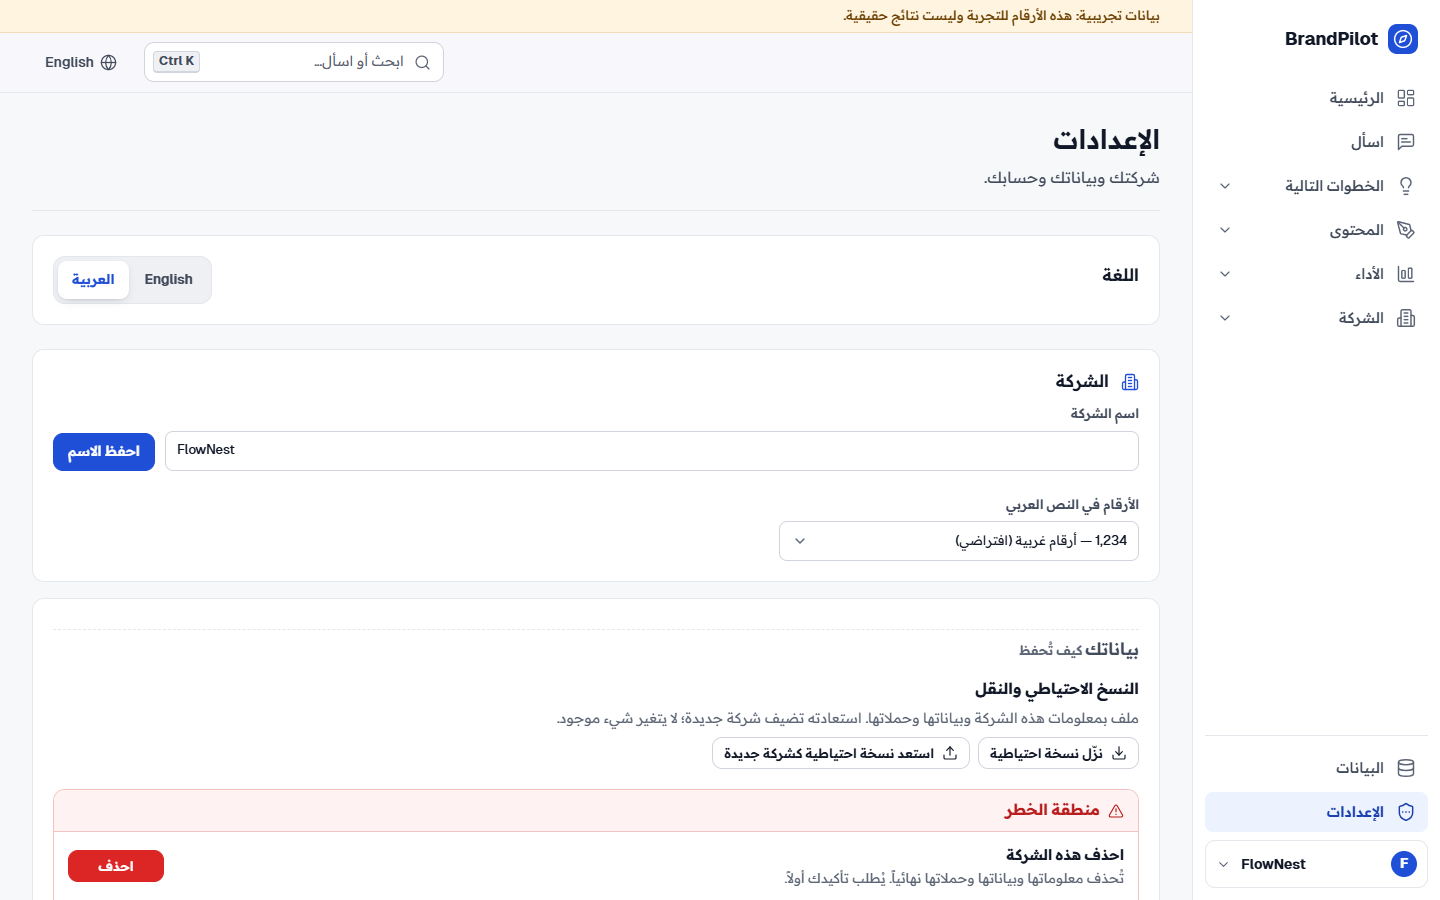 بيانات تجريبية: هذه الأرقام للتجربة وليست نتائج حقيقية.
BrandPilot
الرئيسية
اسأل
الخطوات التالية
المحتوى
الأداء
الشركة
البيانات
الإعدادات
F FlowNest
ابحث أو اسأل...
Ctrl K
English
الإعدادات
شركتك وبياناتك وحسابك.
اللغة
English
العربية
الشركة
اسم الشركة
FlowNest
احفظ الاسم
الأرقام في النص العربي
1,234 — أرقام غربية (افتراضي)
بياناتك كيف تُحفظ
النسخ الاحتياطي والنقل
ملف بمعلومات هذه الشركة وبياناتها وحملاتها. استعادته تضيف شركة جديدة؛ لا يتغير شيء موجود.
نزّل نسخة احتياطية
استعد نسخة احتياطية كشركة جديدة
منطقة الخطر
احذف هذه الشركة
تُحذف معلوماتها وبياناتها وحملاتها نهائياً. يُطلب تأكيدك أولاً.
احذف